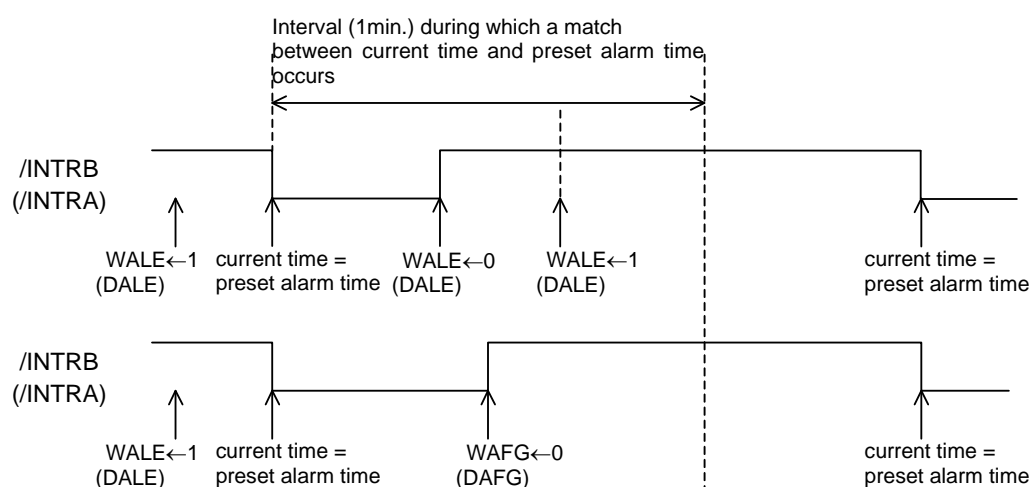 Interval (1min.) during which a match
between current time and preset alarm time
occurs
/INTRB
(/INTRA)
WALE←1
(DALE)
current time =
preset alarm time
WALE←0
(DALE)
WALE←1
(DALE)
current time =
preset alarm time
/INTRB
(/INTRA)
WALE←1
(DALE)
current time =
preset alarm time
WAFG←0
(DAFG)
current time =
preset alarm time